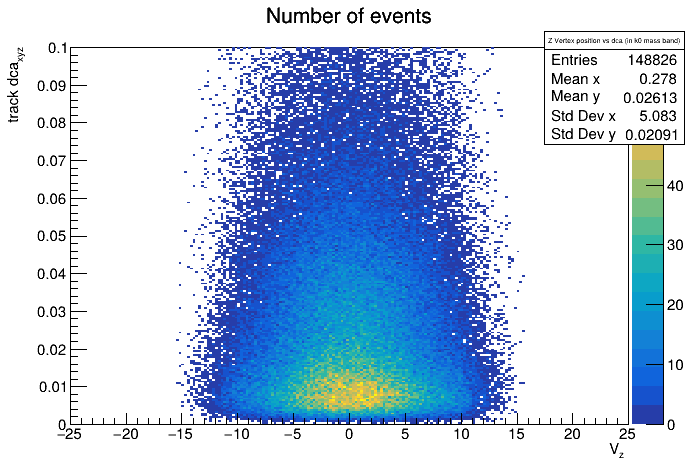 Number of events
Z Vertex position vs dca (in k0 mass band)
Entries 148826
Mean x 0.278
Mean y 0.02613
Std Dev x 5.083
Std Dev y 0.02091
track dca_xyz
0.1
0.09
0.08
0.07
0.06
0.05
0.04
0.03
0.02
0.01
0
−25 −20 −15 −10 −5 0 5 10 15 20 25
V_z
40
30
20
10
0